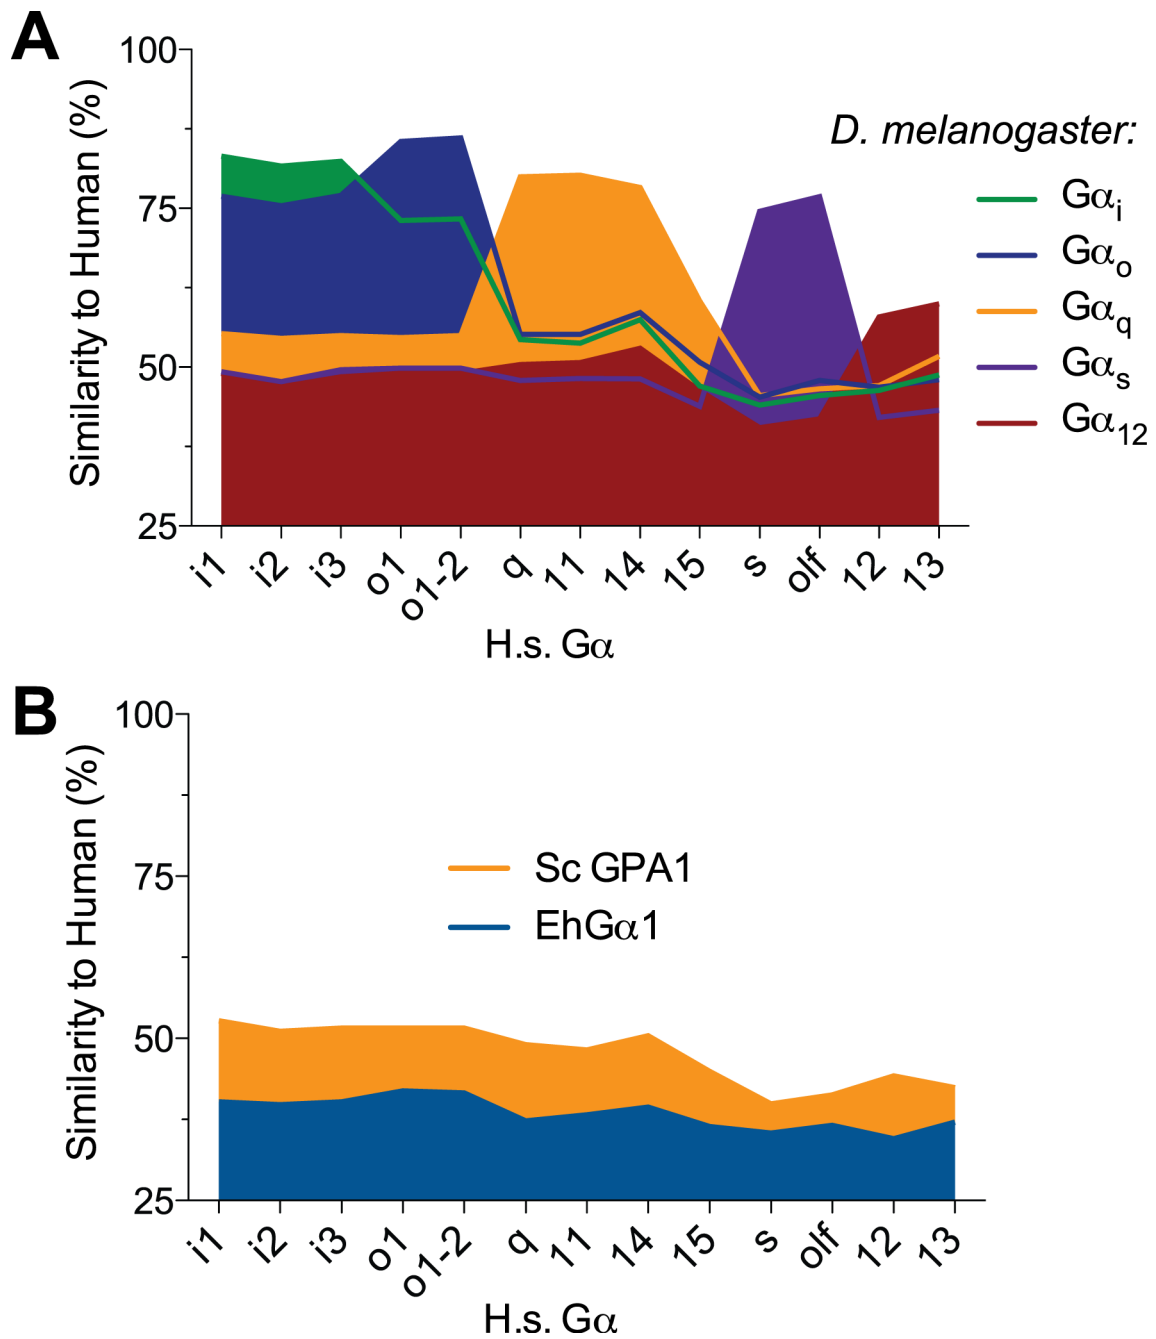 A
100
75
50
25
Similarity to Human (%)
i1 i2 i3 o1 o1-2 q 11 14 15 s olf 12 13
H.s. Gα
D. melanogaster:
Gαi
Gαo
Gαq
Gαs
Gα12
B
100
75
50
25
Similarity to Human (%)
Sc GPA1
EhGα1
i1 i2 i3 o1 o1-2 q 11 14 15 s olf 12 13
H.s. Gα